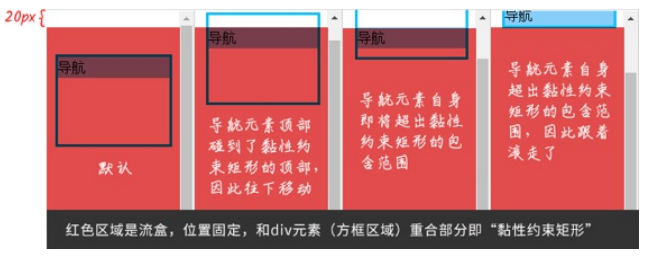 20px
导航
默认
导航
导航元素顶部
碰到了黏性约
束矩形的顶部,
因此往下移动
导航
导航元素自身
即将超出黏性
约束矩形的包
含范围
导航
导航元素自身
超出黏性约束
矩形的包含范
围,因此跟着
滚走了
红色区域是流盒，位置固定，和div元素（方框区域）重合部分即“黏性约束矩形”